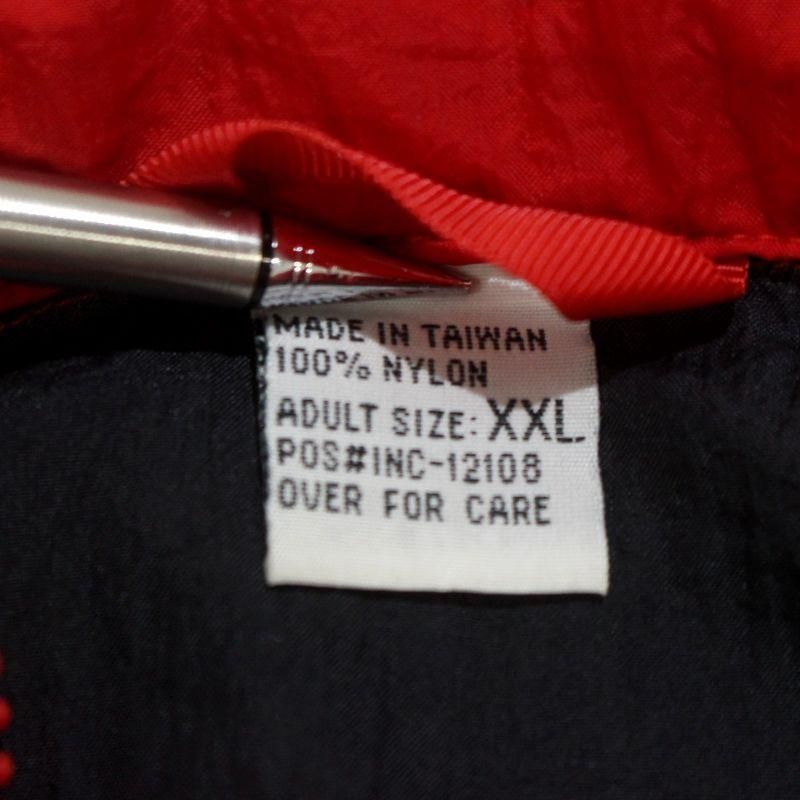 MADE IN TAIWAN
100% NYLON
ADULT SIZE: XXL
POS#INC-12108
OVER FOR CARE